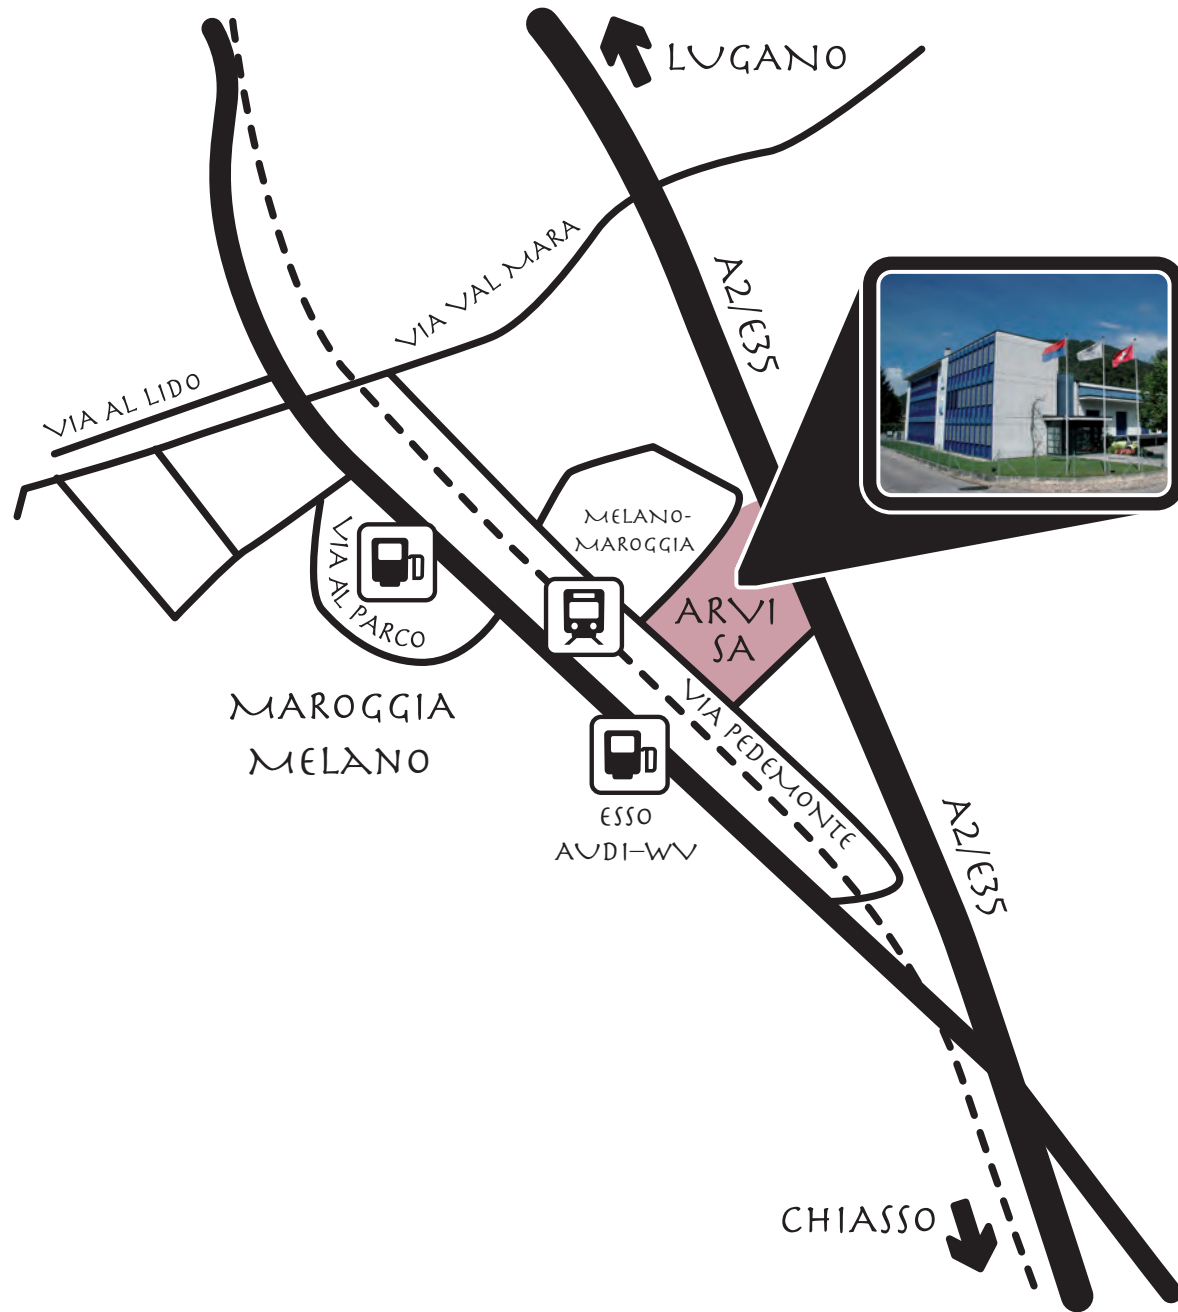 LUGANO
A2/E35
VIA VAL MARA
VIA AL LIDO
MELANO-
MAROGGIA
VIA AL PARCO
ARVI
SA
MAROGGIA
MELANO
VIA PEDEMONTE
ESSO
AUDI–WV
A2/E35
CHIASSO